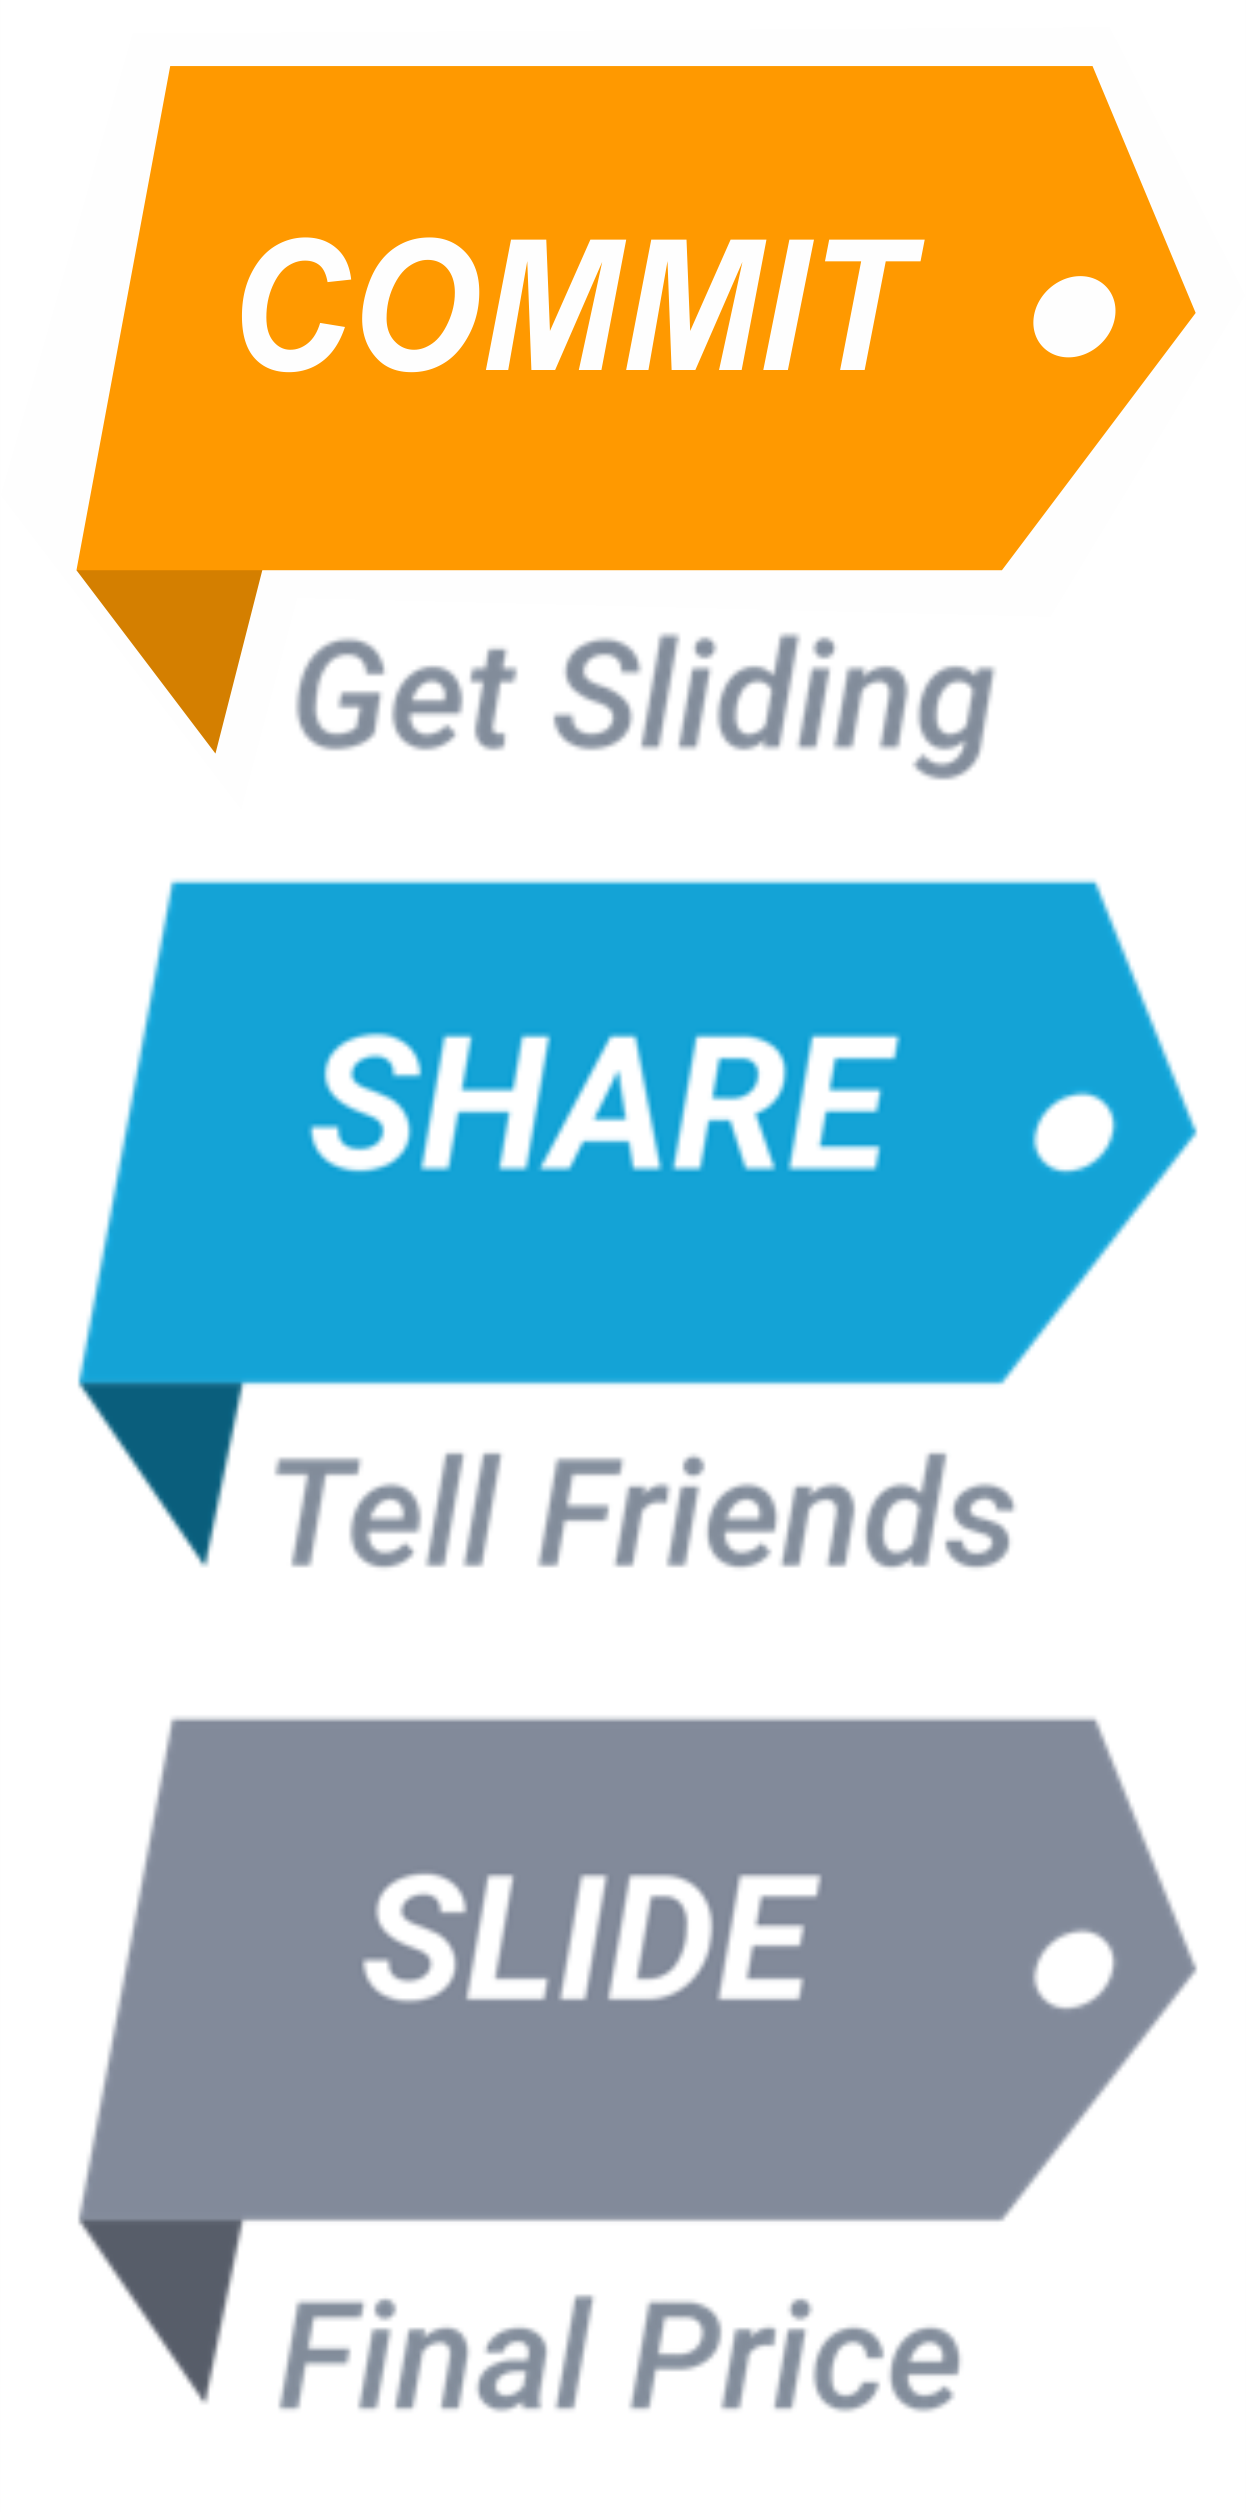 COMMIT
Get Sliding
SHARE
Tell Friends
SLIDE
Final Price